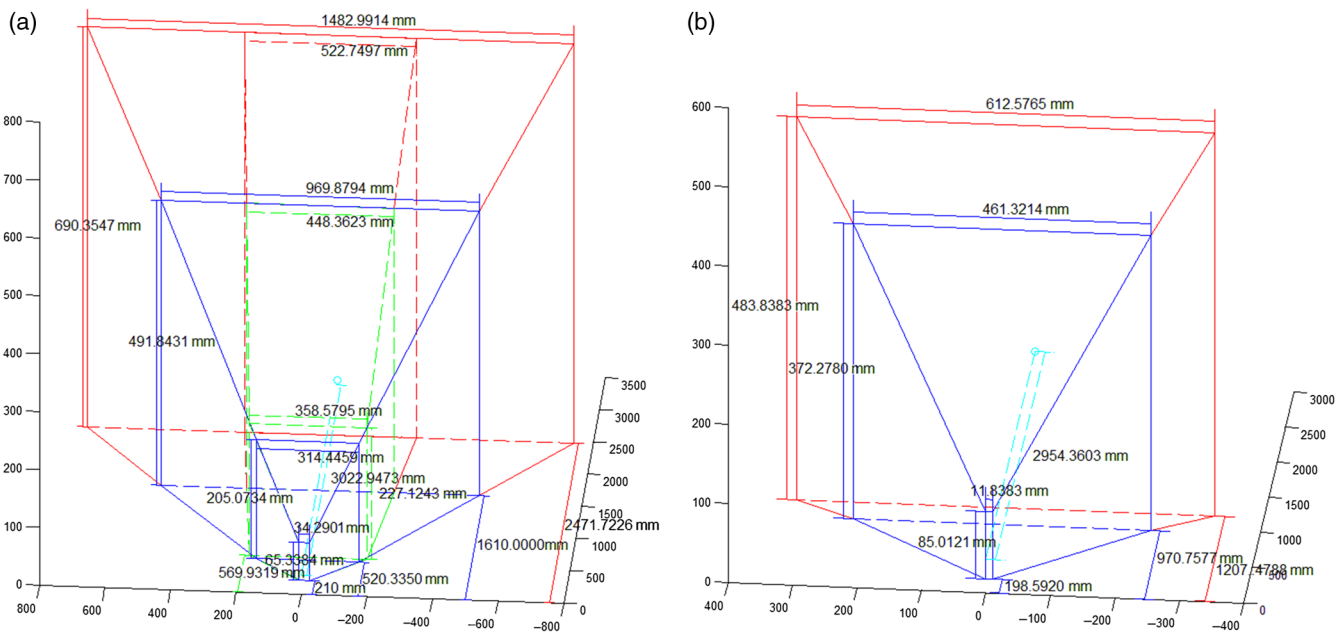 (a)
1482.9914 mm
522.7497 mm
800
700
600
500
400
300
200
100
0
969.8794 mm
448.3623 mm
690.3547 mm
491.8431 mm
358.5795 mm
314.4459 mm
3022.9473 mm
227.1243 mm
205.0734 mm
34.2901 mm
65.3384 mm
569.9319 mm
210 mm
520.3350 mm
1610.0000mm
2471.7226 mm
3500
3000
2500
2000
1500
1000
500
0
800
600
400
200
0
−200
−400
−600
−800
(b)
612.5765 mm
600
500
400
300
200
100
0
461.3214 mm
483.8383 mm
372.2780 mm
2954.3603 mm
11.8383 mm
85.0121 mm
198.5920 mm
970.7577 mm
1207.4788 mm
3000
2500
2000
1500
1000
500
0
400
300
200
100
0
−100
−200
−300
−400